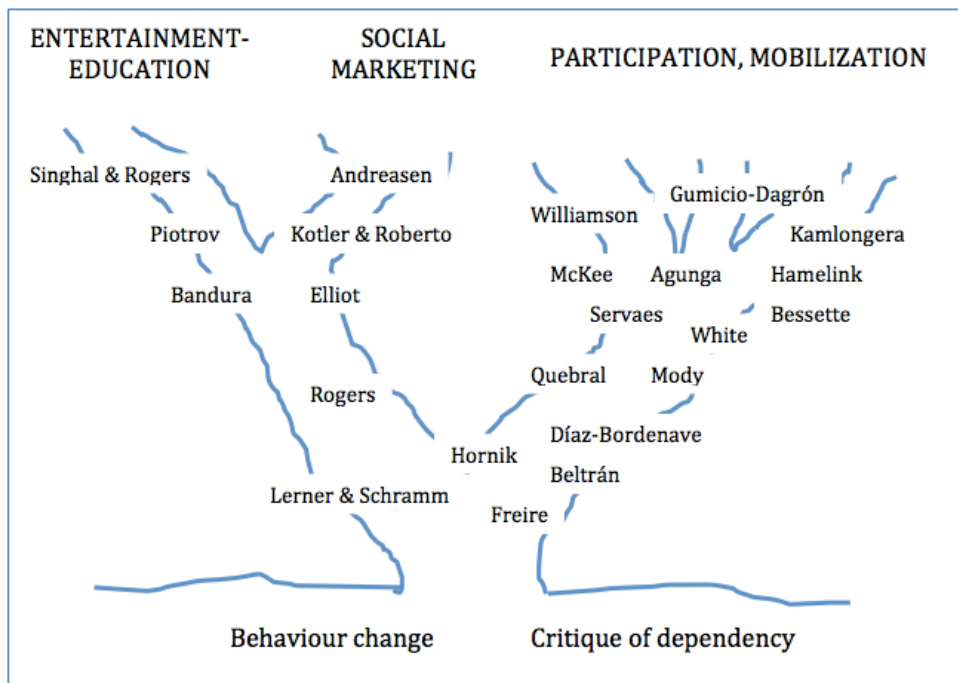 ENTERTAINMENT-
EDUCATION
SOCIAL
MARKETING
PARTICIPATION, MOBILIZATION
Singhal & Rogers
Andreasen
Gumicio-Dagrón
Williamson
Piotrov
Kotler & Roberto
Kamlongera
McKee
Agunga
Hamelink
Bandura
Elliot
Servaes
Bessette
White
Quebral
Mody
Rogers
Díaz-Bordenave
Hornik
Beltrán
Lerner & Schramm
Freire
Behaviour change
Critique of dependency